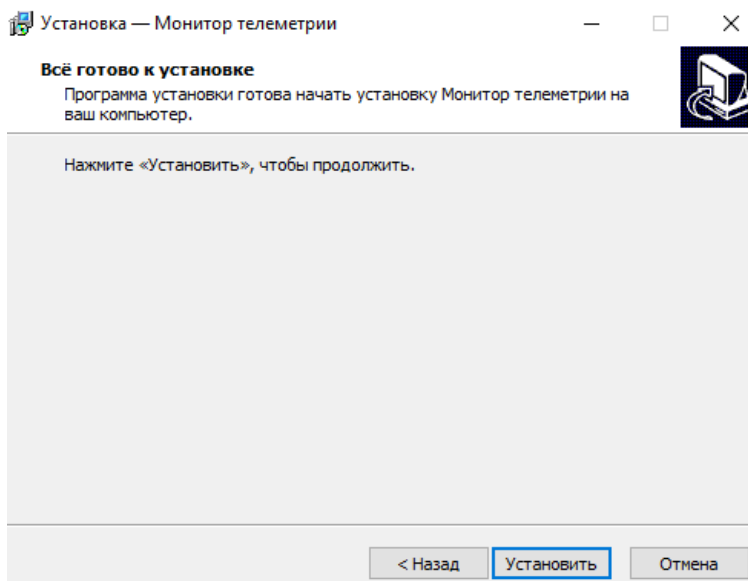 Установка — Монитор телеметрии
Всё готово к установке
Программа установки готова начать установку Монитор телеметрии на
ваш компьютер.
Нажмите «Установить», чтобы продолжить.
< Назад
Установить
Отмена